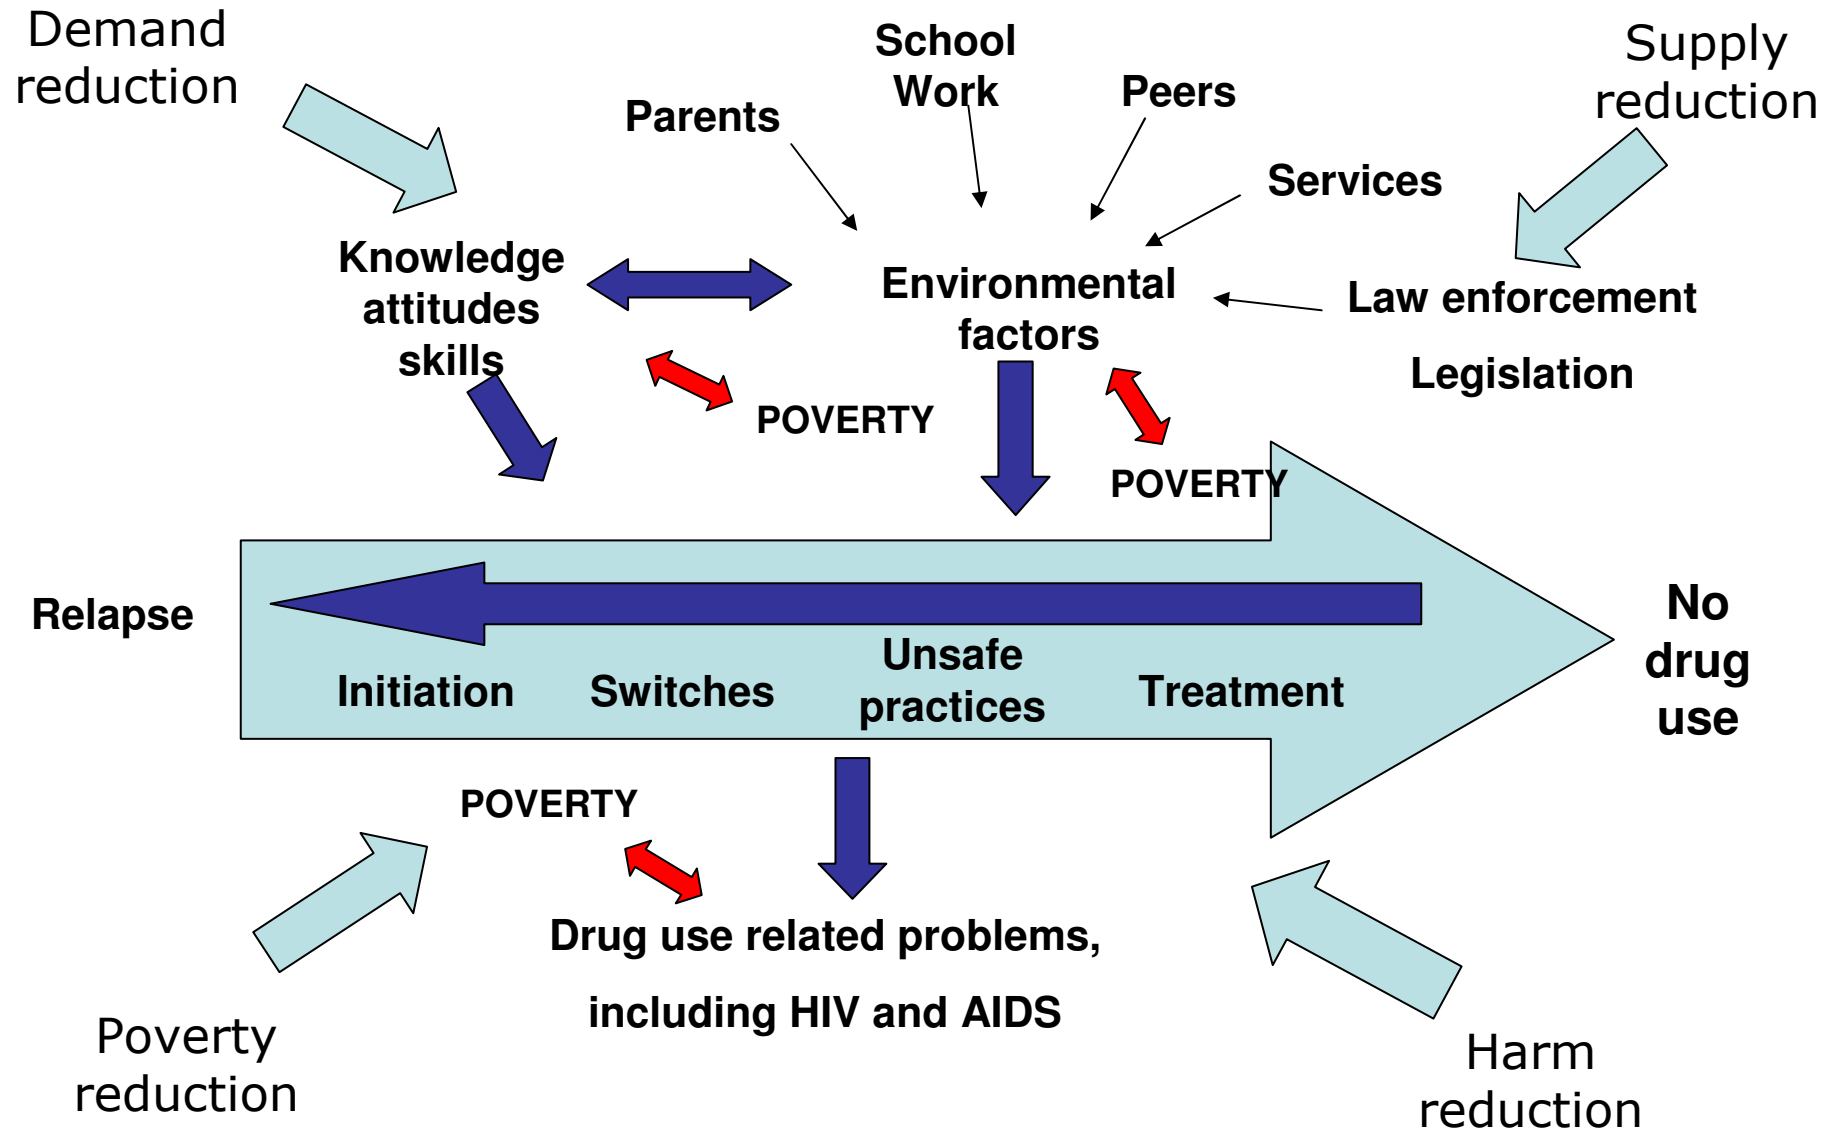 Demand
reduction
School
Work
Parents
Peers
Supply
reduction
Services
Knowledge
attitudes
skills
Environmental
factors
Law enforcement
Legislation
POVERTY
POVERTY
Relapse
Initiation
Switches
Unsafe
practices
Treatment
No
drug
use
POVERTY
Drug use related problems,
including HIV and AIDS
Poverty
reduction
Harm
reduction